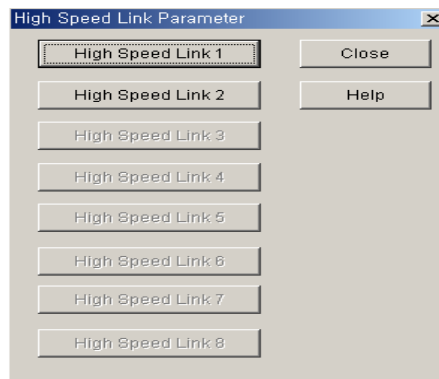 High Speed Link Parameter
High Speed Link 1
Close
High Speed Link 2
Help
High Speed Link 3
High Speed Link 4
High Speed Link 5
High Speed Link 6
High Speed Link 7
High Speed Link 8